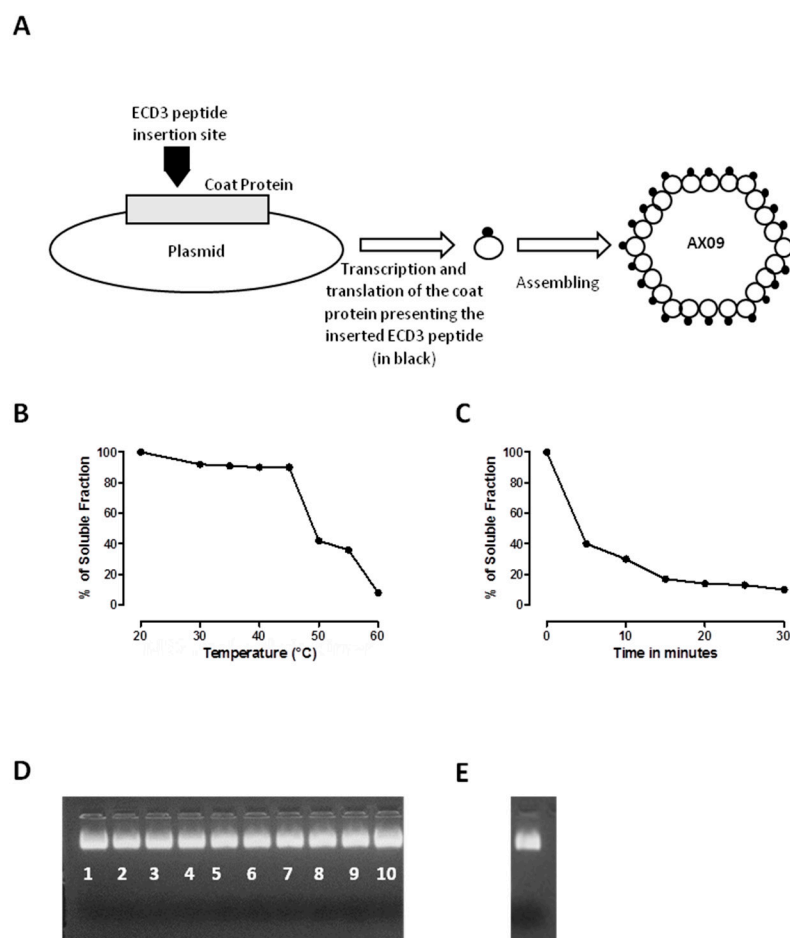 A
ECD3 peptide
insertion site
Coat Protein
Plasmid
Transcription and
translation of the coat
protein presenting the
inserted ECD3 peptide
(in black)
Assembling
AX09
B
% of Soluble Fraction
100
80
60
40
20
0
20 30 40 50 60
Temperature (°C)
C
% of Soluble Fraction
100
80
60
40
20
0
0 10 20 30
Time in minutes
D
1 2 3 4 5 6 7 8 9 10
E